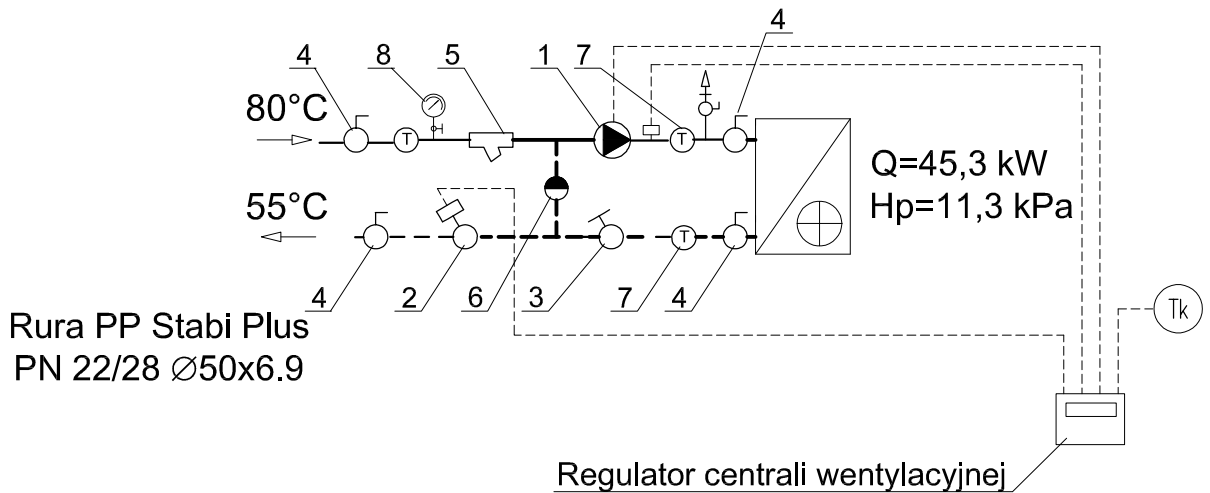 4
4 8 5 1 7
80°C
T T
Q=45,3 kW
Hp=11,3 kPa
55°C
T
4 2 6 3 7 4
Tk
Rura PP Stabi Plus
PN 22/28 Ø50x6.9
Regulator centrali wentylacyjnej